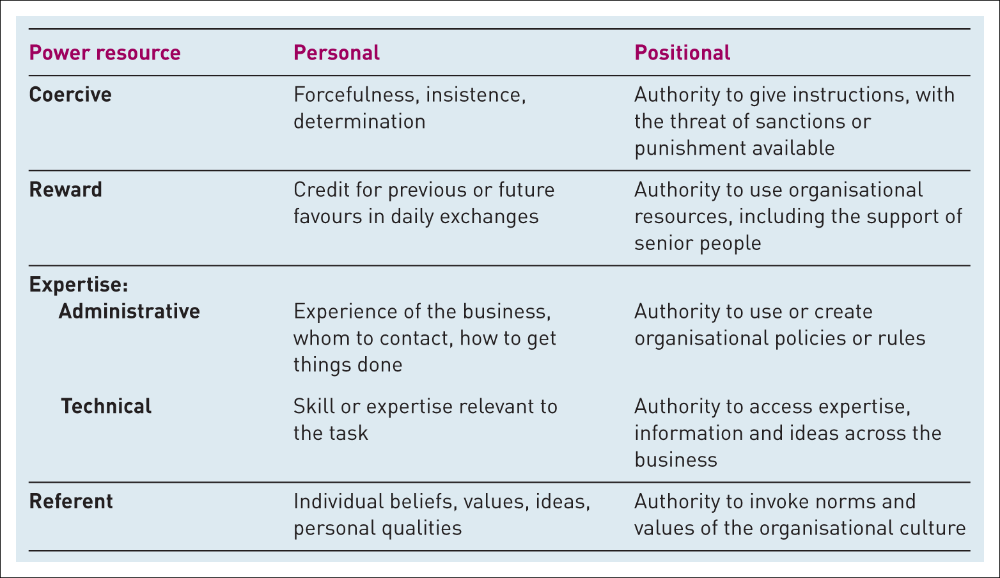 Power resource Personal Positional
Coercive Forcefulness, insistence, Authority to give instructions, with
determination the threat of sanctions or
punishment available
Reward Credit for previous or future Authority to use organisational
favours in daily exchanges resources, including the support of
senior people
Expertise:
Administrative Experience of the business, Authority to use or create
whom to contact, how to get organisational policies or rules
things done
Technical Skill or expertise relevant to Authority to access expertise,
the task information and ideas across the
business
Referent Individual beliefs, values, ideas, Authority to invoke norms and
personal qualities values of the organisational culture